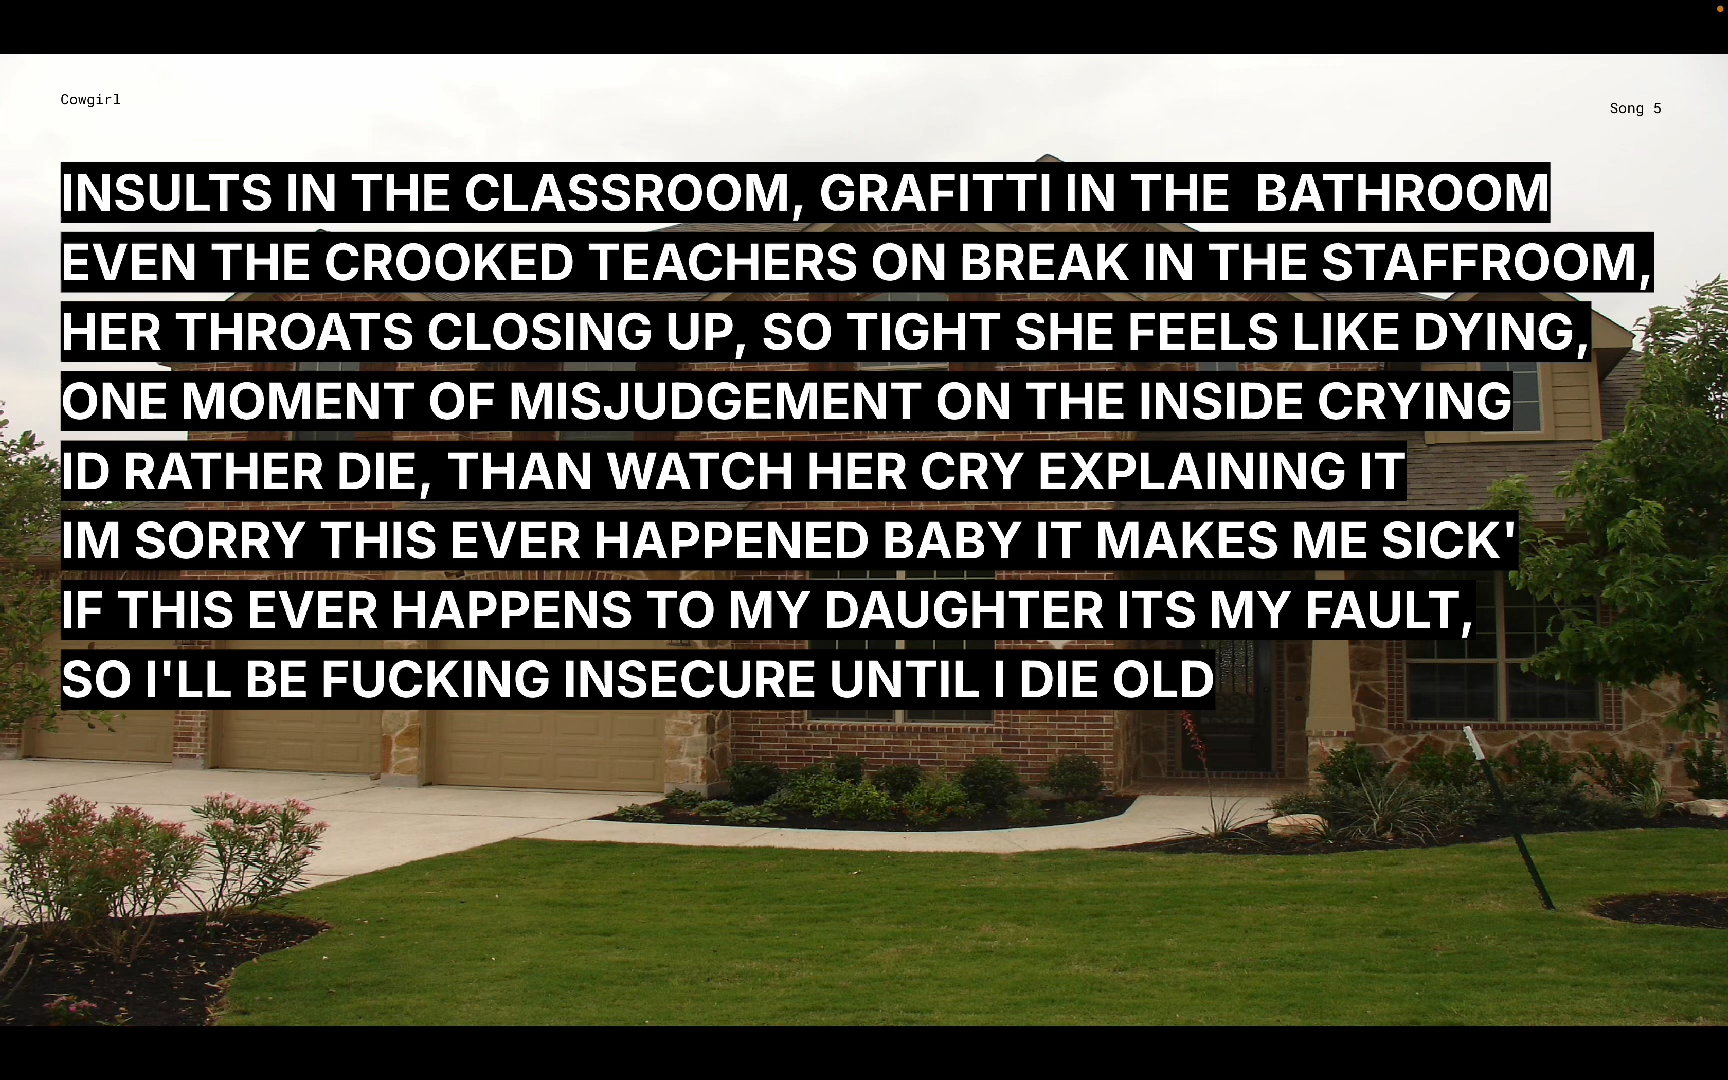 Cowgirl
Song 5
INSULTS IN THE CLASSROOM, GRAFITTI IN THE  BATHROOM
EVEN THE CROOKED TEACHERS ON BREAK IN THE STAFFROOM,
HER THROATS CLOSING UP, SO TIGHT SHE FEELS LIKE DYING,
ONE MOMENT OF MISJUDGEMENT ON THE INSIDE CRYING
ID RATHER DIE, THAN WATCH HER CRY EXPLAINING IT
IM SORRY THIS EVER HAPPENED BABY IT MAKES ME SICK'
IF THIS EVER HAPPENS TO MY DAUGHTER ITS MY FAULT,
SO I'LL BE FUCKING INSECURE UNTIL I DIE OLD